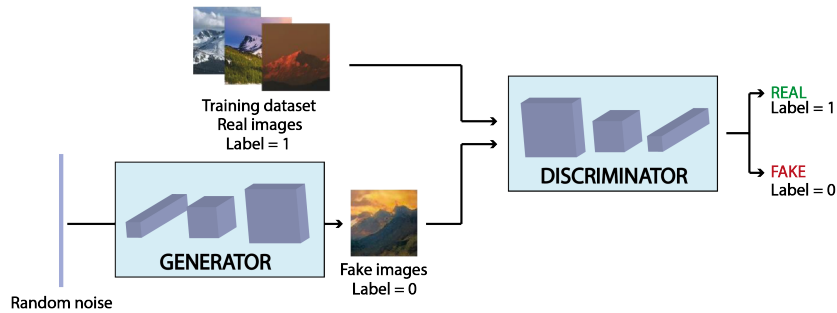 Training dataset
Real images
Label = 1
GENERATOR
Random noise
Fake images
Label = 0
DISCRIMINATOR
REAL
Label = 1
FAKE
Label = 0